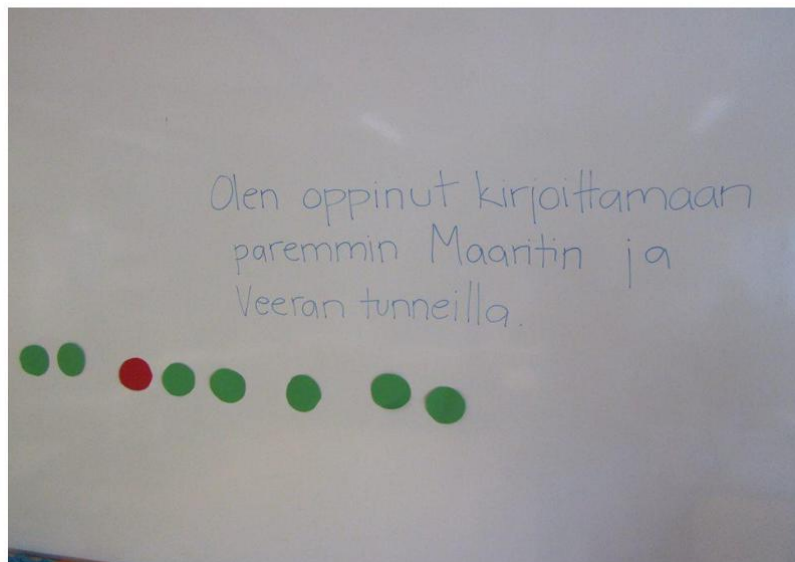 Olen oppinut kirjoittamaan
paremmin Maaritin ja
Veeran tunneilla.